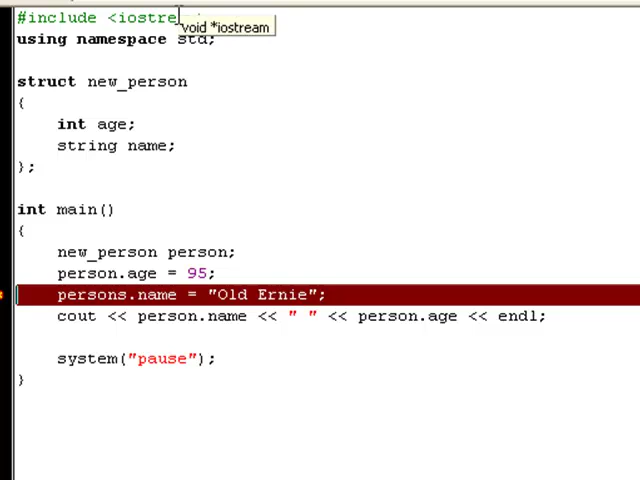 #include <iostre
void *iostream
using namespace std;
struct new_person
{
int age;
string name;
};
int main()
{
new_person person;
person.age = 95;
persons.name = "Old Ernie";
cout << person.name << " " << person.age << endl;
system("pause");
}